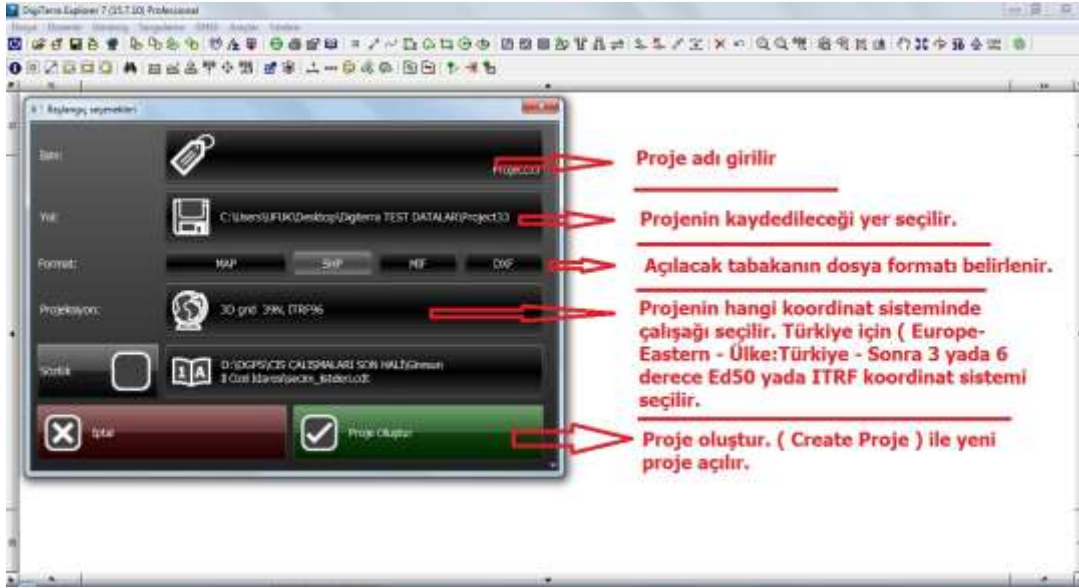 DigiTerra Explorer 7 (15.7.10) Professional
Başlangıç seçenekleri
İsim:
Project33
Proje adı girilir
Yol:
C:\Users\UFUK\Desktop\Digiterra TEST DATALARI\Project33
Projenin kaydedileceği yer seçilir.
Format:
MAP
SHP
MIF
DXF
Açılacak tabakanın dosya formatı belirlenir.
Projeksiyon:
3D grd 39N, ITRF96
Projenin hangi koordinat sisteminde
çalışağı seçilir. Türkiye için ( Europe-
Eastern - Ülke:Türkiye - Sonra 3 yada 6
derece Ed50 yada ITRF koordinat sistemi
seçilir.
Sözlük
1A
İptal
Proje Oluştur
Proje oluştur. ( Create Proje ) ile yeni
proje açılır.